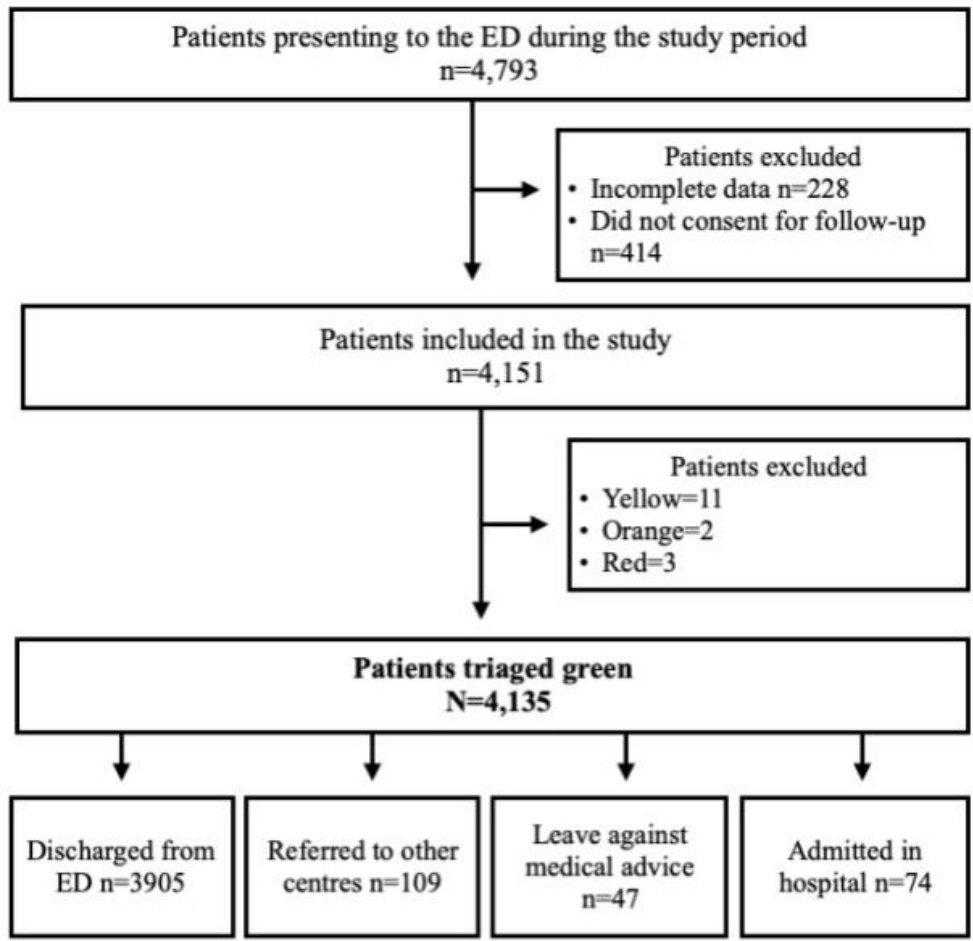 Patients presenting to the ED during the study period
n=4,793
Patients excluded
• Incomplete data n=228
• Did not consent for follow-up
n=414
Patients included in the study
n=4,151
Patients excluded
• Yellow=11
• Orange=2
• Red=3
Patients triaged green
N=4,135
Discharged from
ED n=3905
Referred to other
centres n=109
Leave against
medical advice
n=47
Admitted in
hospital n=74